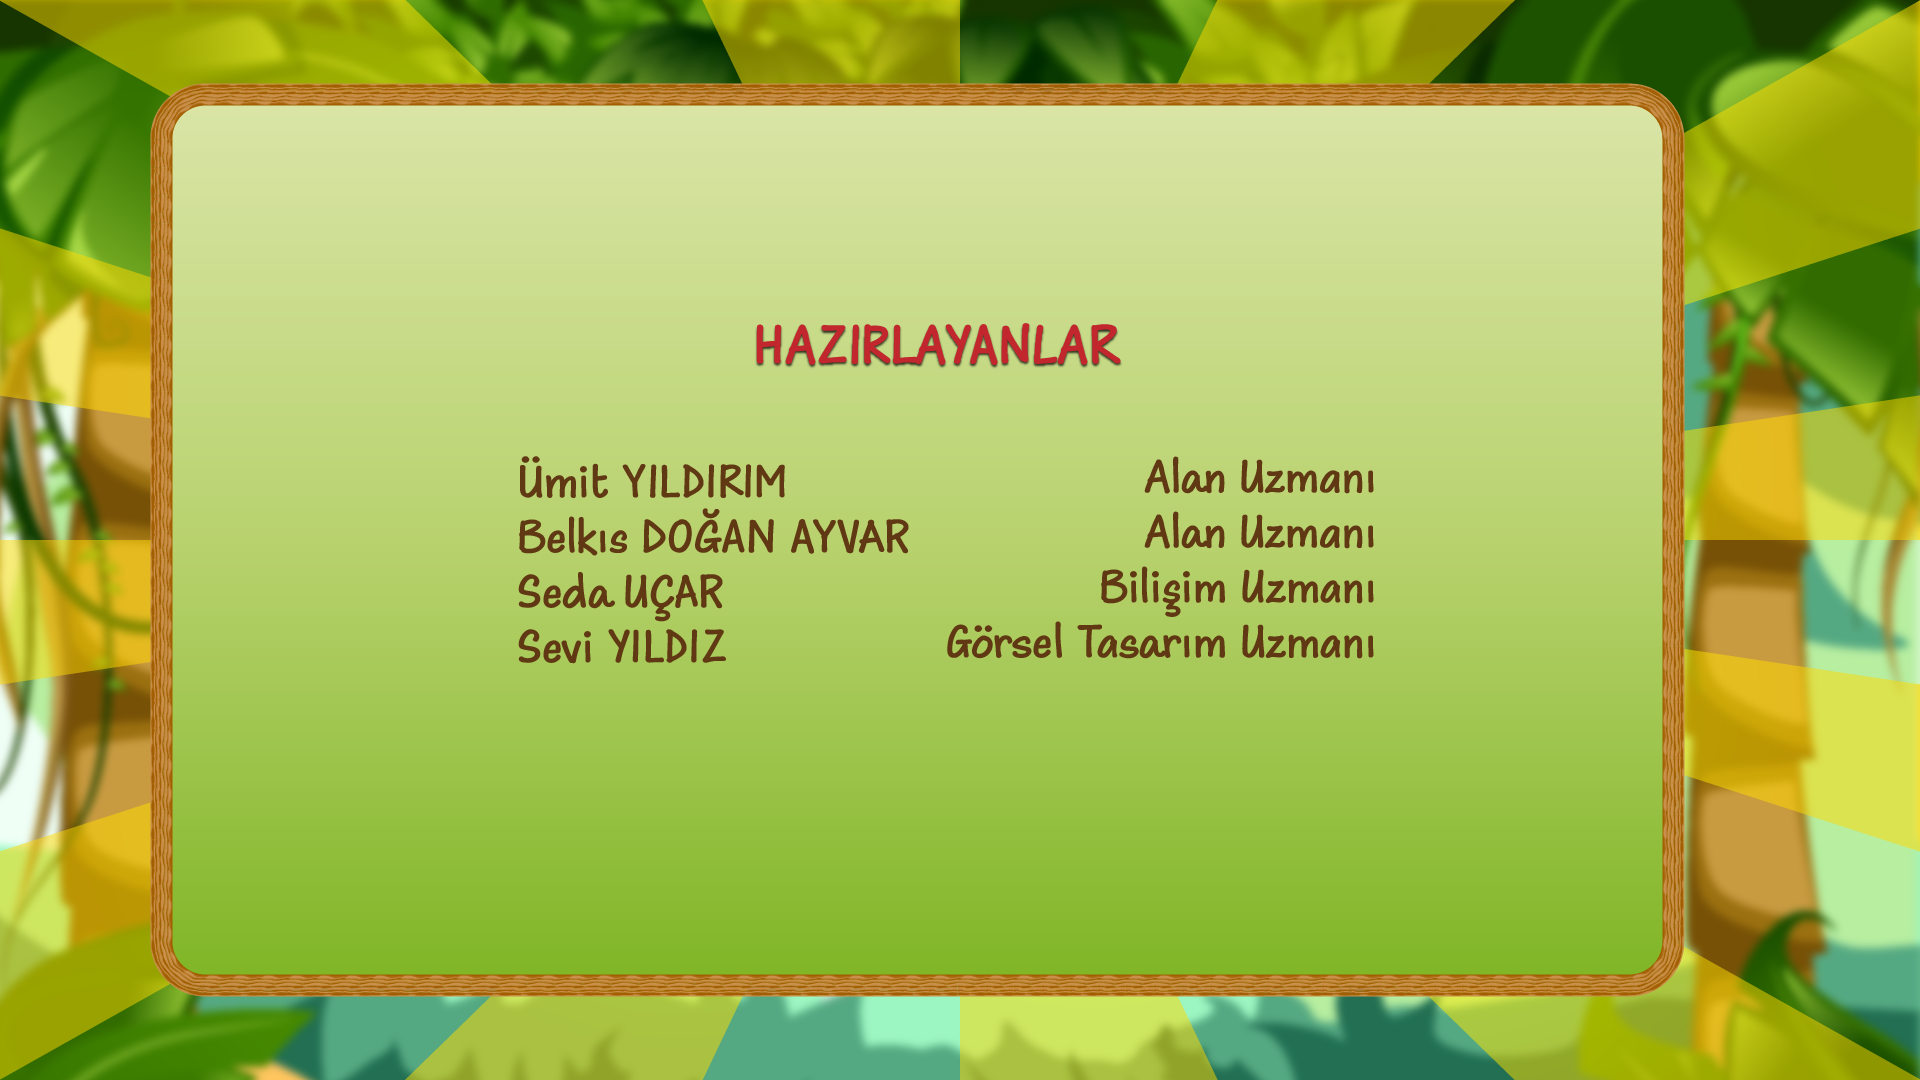 HAZIRLAYANLAR
Ümit YILDIRIM Alan Uzmanı
Belkıs DOĞAN AYVAR Alan Uzmanı
Seda UÇAR Bilişim Uzmanı
Sevi YILDIZ Görsel Tasarım Uzmanı